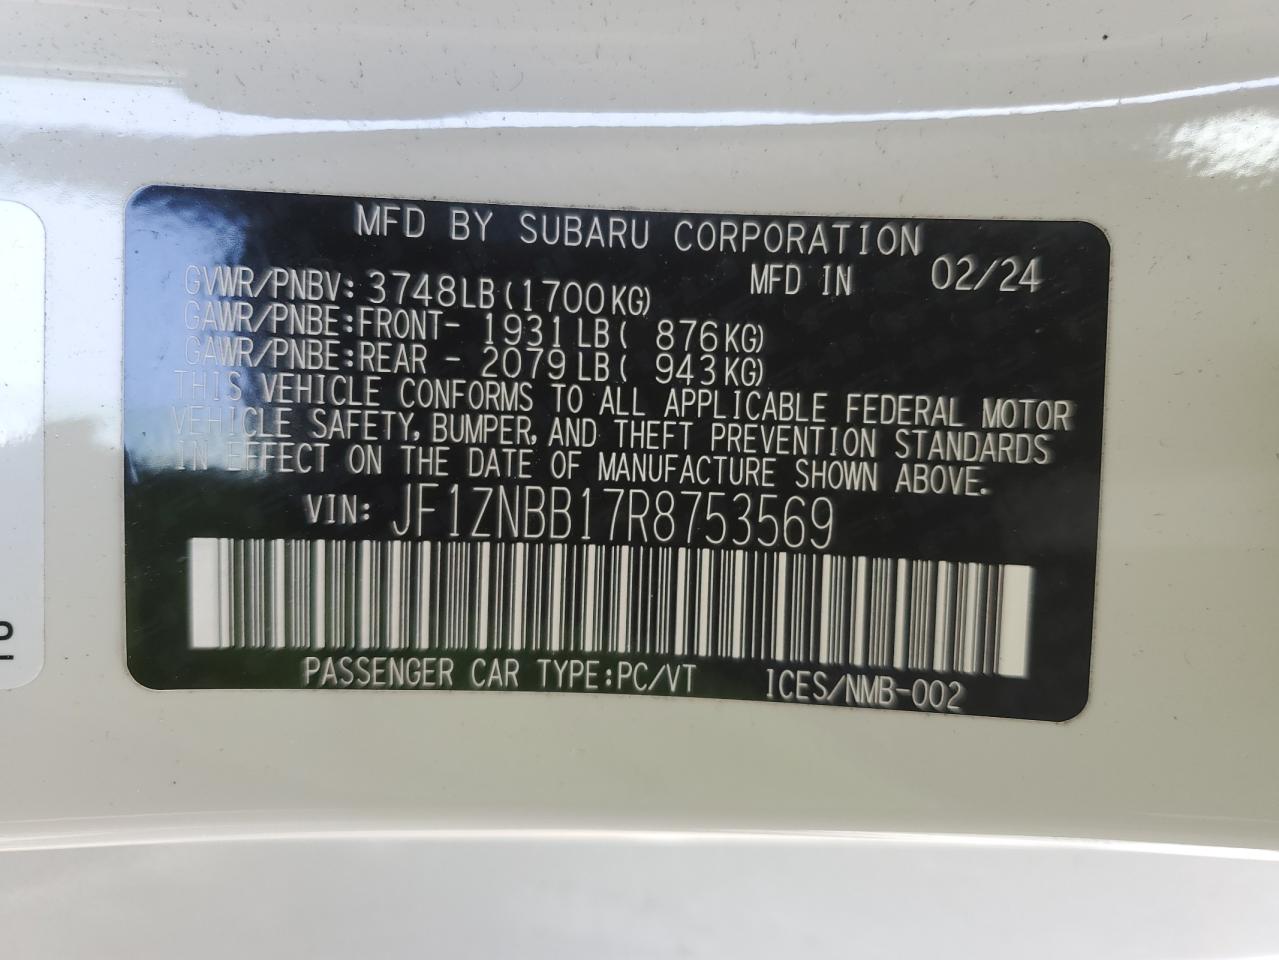 MFD BY SUBARU CORPORATION
MFD IN 02/24
GVWR/PNBV: 3748LB(1700KG)
GAWR/PNBE:FRONT- 1931LB( 876KG)
GAWR/PNBE:REAR - 2079LB( 943KG)
THIS VEHICLE CONFORMS TO ALL APPLICABLE FEDERAL MOTOR
VEHICLE SAFETY, BUMPER, AND THEFT PREVENTION STANDARDS
IN EFFECT ON THE DATE OF MANUFACTURE SHOWN ABOVE.
VIN: JF1ZNBB17R8753569
PASSENGER CAR TYPE:PC/VT ICES/NMB-002